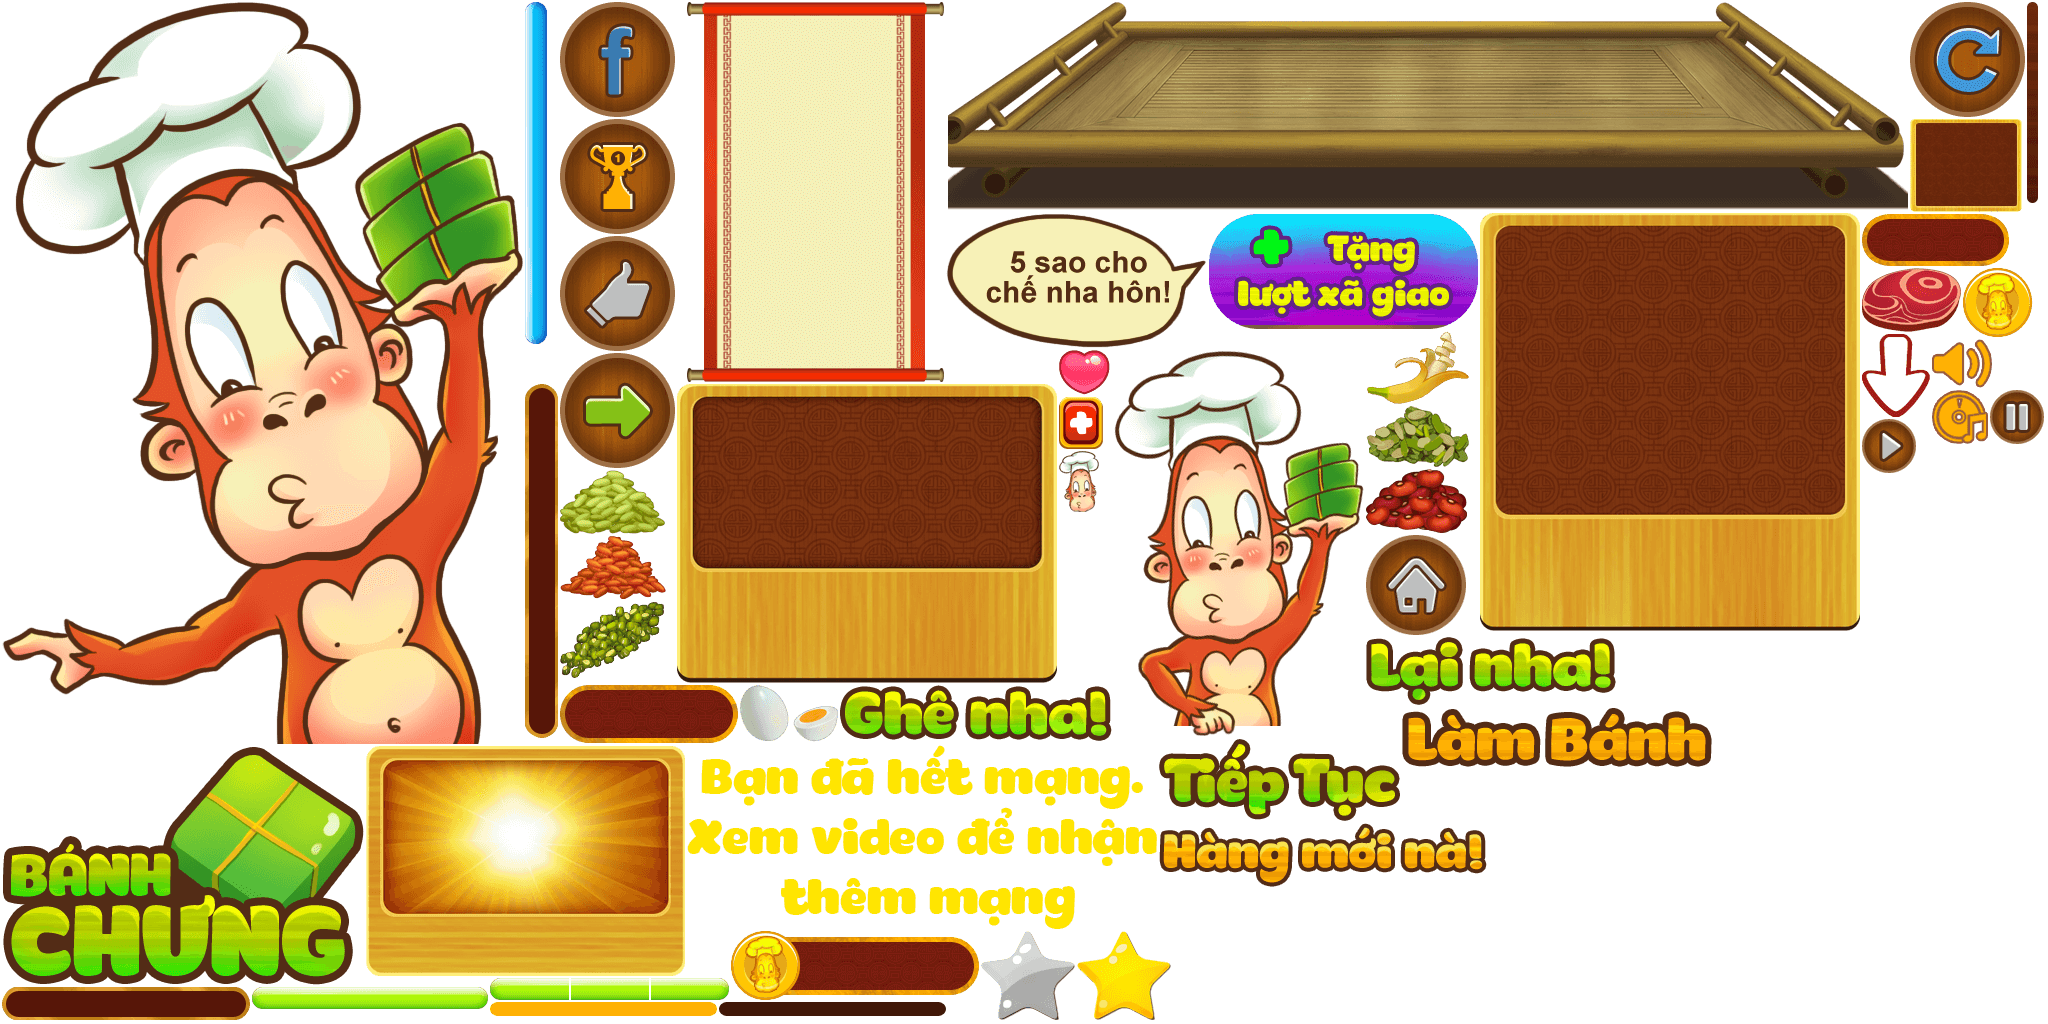 f
1
5 sao cho
chế nha hôn!
Tặng
lượt xã giao
Lại nha!
Làm Bánh
Ghê nha!
Bạn đã hết mạng.
Xem video để nhận
thêm mạng
Tiếp Tục
Hàng mới nà!
BÁNH
CHƯNG